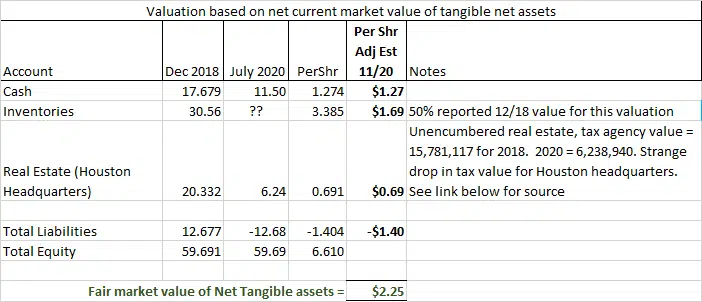 Valuation based on net current market value of tangible net assets
Per Shr
Adj Est
Account Dec 2018 July 2020 PerShr 11/20 Notes
Cash 17.679 11.50 1.274 $1.27
Inventories 30.56 ?? 3.385 $1.69 50% reported 12/18 value for this valuation
Unencumbered real estate, tax agency value =
15,781,117 for 2018. 2020 = 6,238,940. Strange
Real Estate (Houston drop in tax value for Houston headquarters.
Headquarters) 20.332 6.24 0.691 $0.69 See link below for source
Total Liabilities 12.677 -12.68 -1.404 -$1.40
Total Equity 59.691 59.69 6.610
Fair market value of Net Tangible assets = $2.25